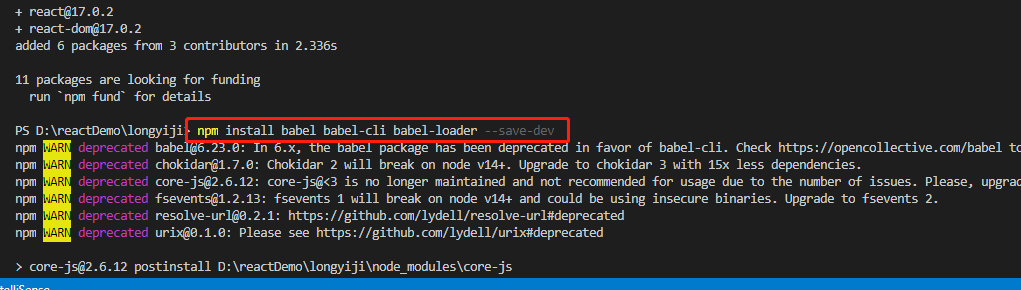 + react@17.0.2
+ react-dom@17.0.2
added 6 packages from 3 contributors in 2.336s
11 packages are looking for funding
run `npm fund` for details
PS D:\reactDemo\longyiji> npm install babel babel-cli babel-loader --save-dev
npm WARN deprecated babel@6.23.0: In 6.x, the babel package has been deprecated in favor of babel-cli. Check https://opencollective.com/babel to
npm WARN deprecated chokidar@1.7.0: Chokidar 2 will break on node v14+. Upgrade to chokidar 3 with 15x less dependencies.
npm WARN deprecated core-js@2.6.12: core-js@<3 is no longer maintained and not recommended for usage due to the number of issues. Please, upgrad
npm WARN deprecated fsevents@1.2.13: fsevents 1 will break on node v14+ and could be using insecure binaries. Upgrade to fsevents 2.
npm WARN deprecated resolve-url@0.2.1: https://github.com/lydell/resolve-url#deprecated
npm WARN deprecated urix@0.1.0: Please see https://github.com/lydell/urix#deprecated
> core-js@2.6.12 postinstall D:\reactDemo\longyiji\node_modules\core-js